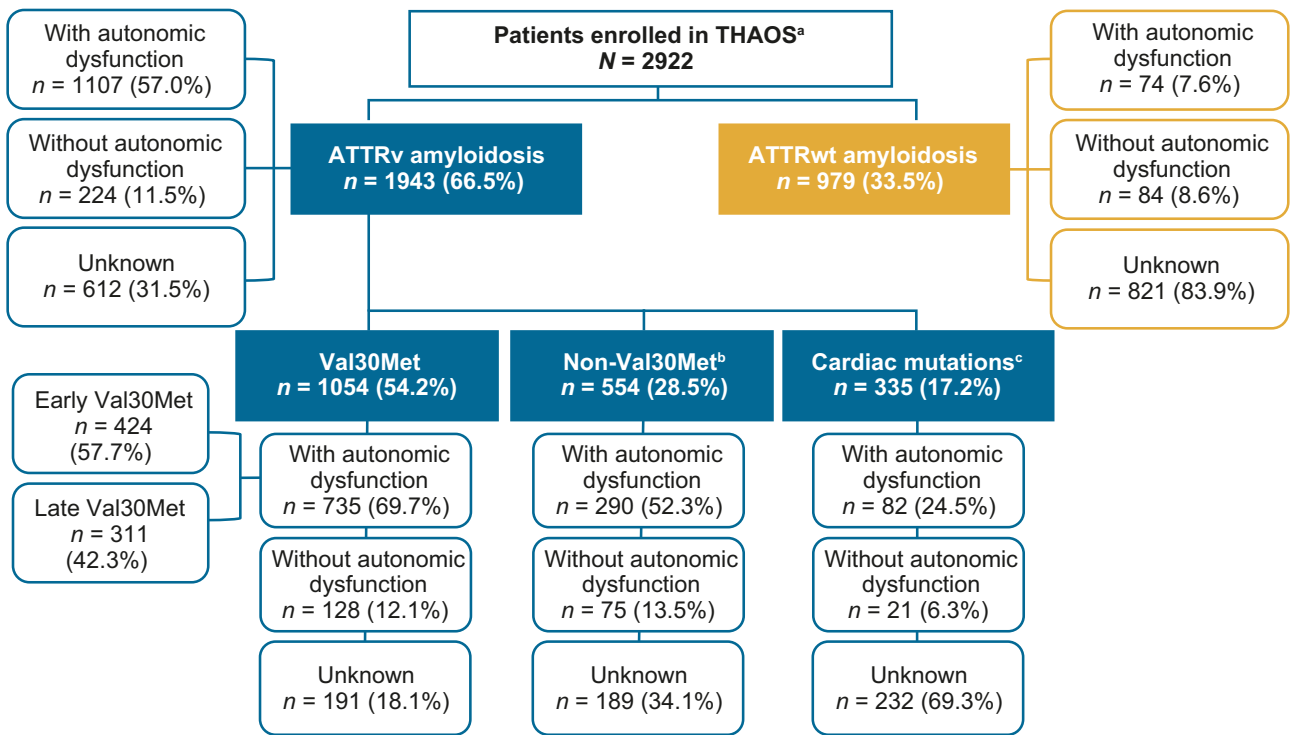 Patients enrolled in THAOSᵃ
N = 2922
With autonomic
dysfunction
n = 1107 (57.0%)
Without autonomic
dysfunction
n = 224 (11.5%)
Unknown
n = 612 (31.5%)
ATTRv amyloidosis
n = 1943 (66.5%)
ATTRwt amyloidosis
n = 979 (33.5%)
With autonomic
dysfunction
n = 74 (7.6%)
Without autonomic
dysfunction
n = 84 (8.6%)
Unknown
n = 821 (83.9%)
Val30Met
n = 1054 (54.2%)
Non-Val30Metᵇ
n = 554 (28.5%)
Cardiac mutationsᶜ
n = 335 (17.2%)
Early Val30Met
n = 424
(57.7%)
Late Val30Met
n = 311
(42.3%)
With autonomic
dysfunction
n = 735 (69.7%)
Without autonomic
dysfunction
n = 128 (12.1%)
Unknown
n = 191 (18.1%)
With autonomic
dysfunction
n = 290 (52.3%)
Without autonomic
dysfunction
n = 75 (13.5%)
Unknown
n = 189 (34.1%)
With autonomic
dysfunction
n = 82 (24.5%)
Without autonomic
dysfunction
n = 21 (6.3%)
Unknown
n = 232 (69.3%)